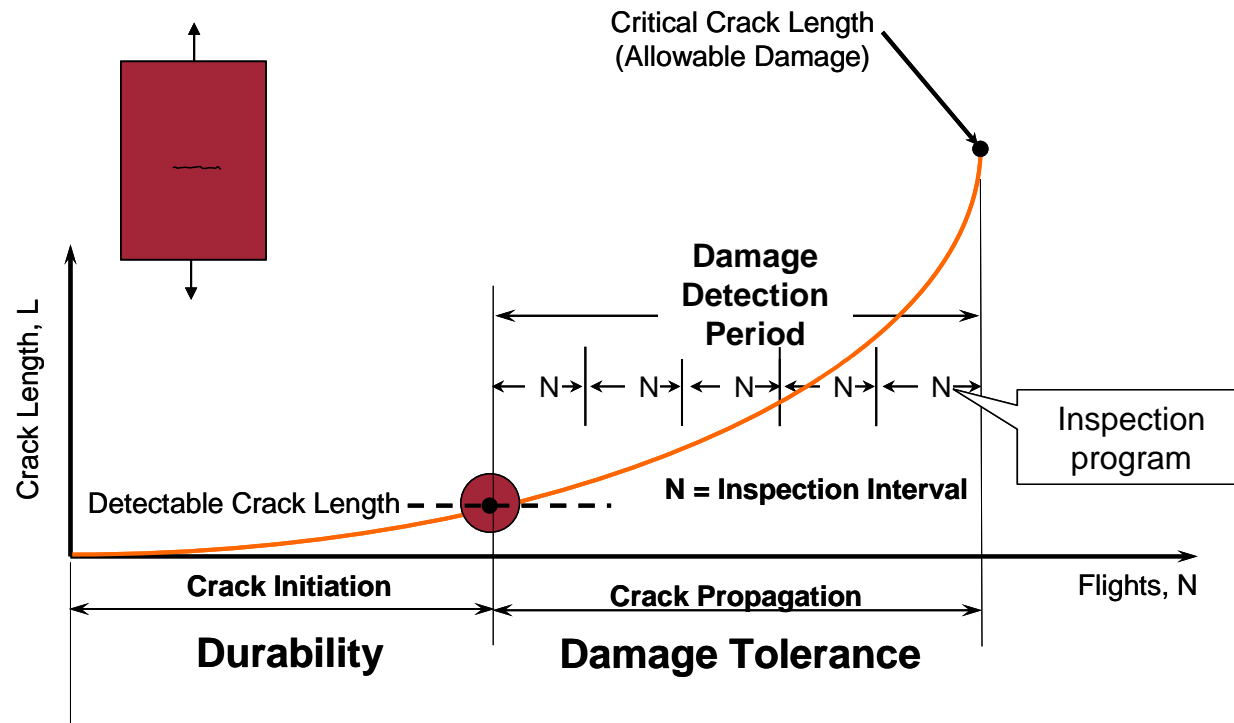 Critical Crack Length
(Allowable Damage)
Damage
Detection
Period
N
N
N
N
N
Inspection
program
Crack Length, L
Detectable Crack Length
N = Inspection Interval
Crack Initiation
Crack Propagation
Flights, N
Durability
Damage Tolerance